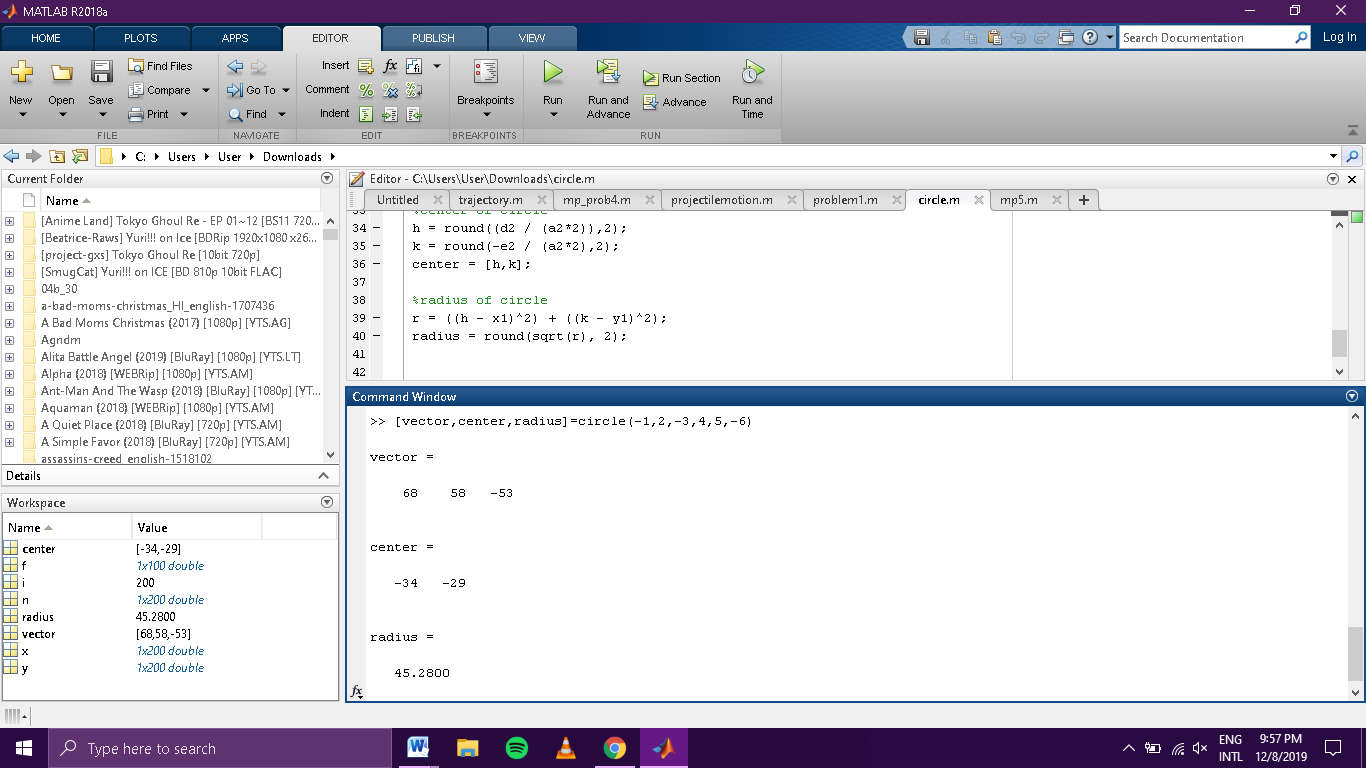 MATLAB R2018a
HOME PLOTS APPS EDITOR PUBLISH VIEW Search Documentation Log In
New Open Save Find Files Compare Print
Go To Find
Insert fx
Comment
Indent
Breakpoints
Run Run and Advance Run Section Advance Run and Time
FILE NAVIGATE EDIT BREAKPOINTS RUN
C: Users User Downloads
Current Folder
Name
[Anime Land] Tokyo Ghoul Re - EP 01~12 [BS11 720...
[Beatrice-Raws] Yuri!!! on Ice [BDRip 1920x1080 x26...
[project-gxs] Tokyo Ghoul Re [10bit 720p]
[SmugCat] Yuri!!! on ICE [BD 810p 10bit FLAC]
04b_30
a-bad-moms-christmas_HI_english-1707436
A Bad Moms Christmas (2017) [1080p] [YTS.AG]
Agndm
Alita Battle Angel (2019) [BluRay] [1080p] [YTS.LT]
Alpha (2018) [WEBRip] [1080p] [YTS.AM]
Ant-Man And The Wasp (2018) [BluRay] [1080p] [YT...
Aquaman (2018) [WEBRip] [1080p] [YTS.AM]
A Quiet Place (2018) [BluRay] [720p] [YTS.AM]
A Simple Favor (2018) [BluRay] [720p] [YTS.AM]
assassins-creed_english-1518102
Details
Workspace
Name Value
center [-34,-29]
f 1x100 double
i 200
n 1x200 double
radius 45.2800
vector [68,58,-53]
x 1x200 double
y 1x200 double
Editor - C:\Users\User\Downloads\circle.m
Untitled trajectory.m mp_prob4.m projectilemotion.m problem1.m circle.m mp5.m
33 %center of circle
34 h = round((d2 / (a2*2)),2);
35 k = round(-e2 / (a2*2),2);
36 center = [h,k];
37
38 %radius of circle
39 r = ((h - x1)^2) + ((k - y1)^2);
40 radius = round(sqrt(r), 2);
41
42
Command Window
>> [vector,center,radius]=circle(-1,2,-3,4,5,-6)
vector =
68 58 -53
center =
-34 -29
radius =
45.2800
fx
Type here to search
ENG 9:57 PM
INTL 12/8/2019